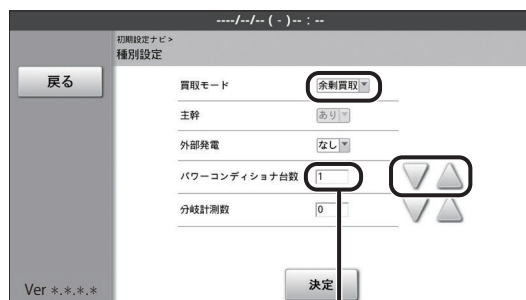 ----/--/-- ( - )-- : --
初期設定ナビ>
種別設定
戻る
買取モード 余剰買取
主幹 あり
外部発電 なし
パワーコンディショナ台数 1
分岐計測数 0
決定
Ver *.*.*.*